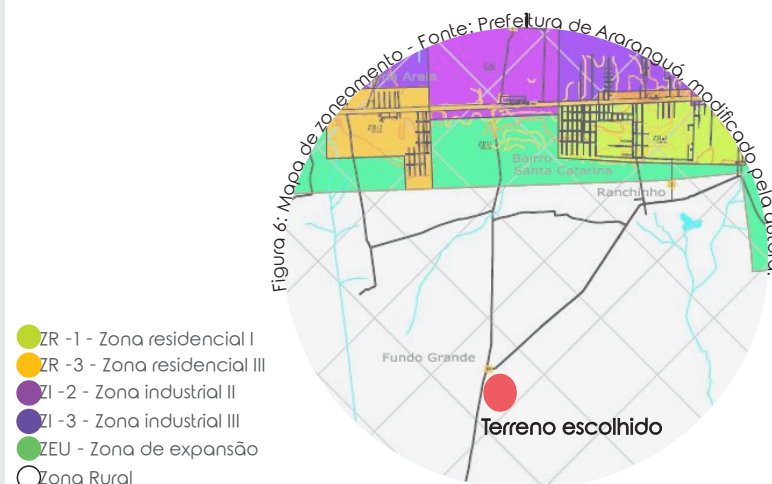 Figura 6: Mapa de zoneamento - Fonte: Prefeitura de Araranguá, modificado pela autora.
Areia
ZR-3
Bairro
Santa Catarina
Ranchinho
Fundo Grande
Terreno escolhido
ZR -1 - Zona residencial I
ZR -3 - Zona residencial III
ZI -2 - Zona industrial II
ZI -3 - Zona industrial III
ZEU - Zona de expansão
Zona Rural